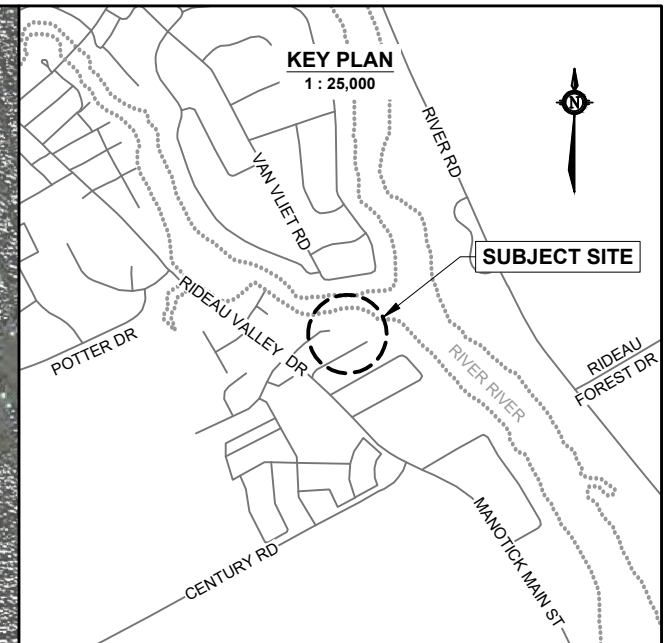 KEY PLAN
1 : 25,000
N
RIVER RD
VAN VLIET RD
SUBJECT SITE
RIDEAU VALLEY DR
POTTER DR
RIVER RIVER
RIDEAU
FOREST DR
MANOTICK MAIN ST
CENTURY RD